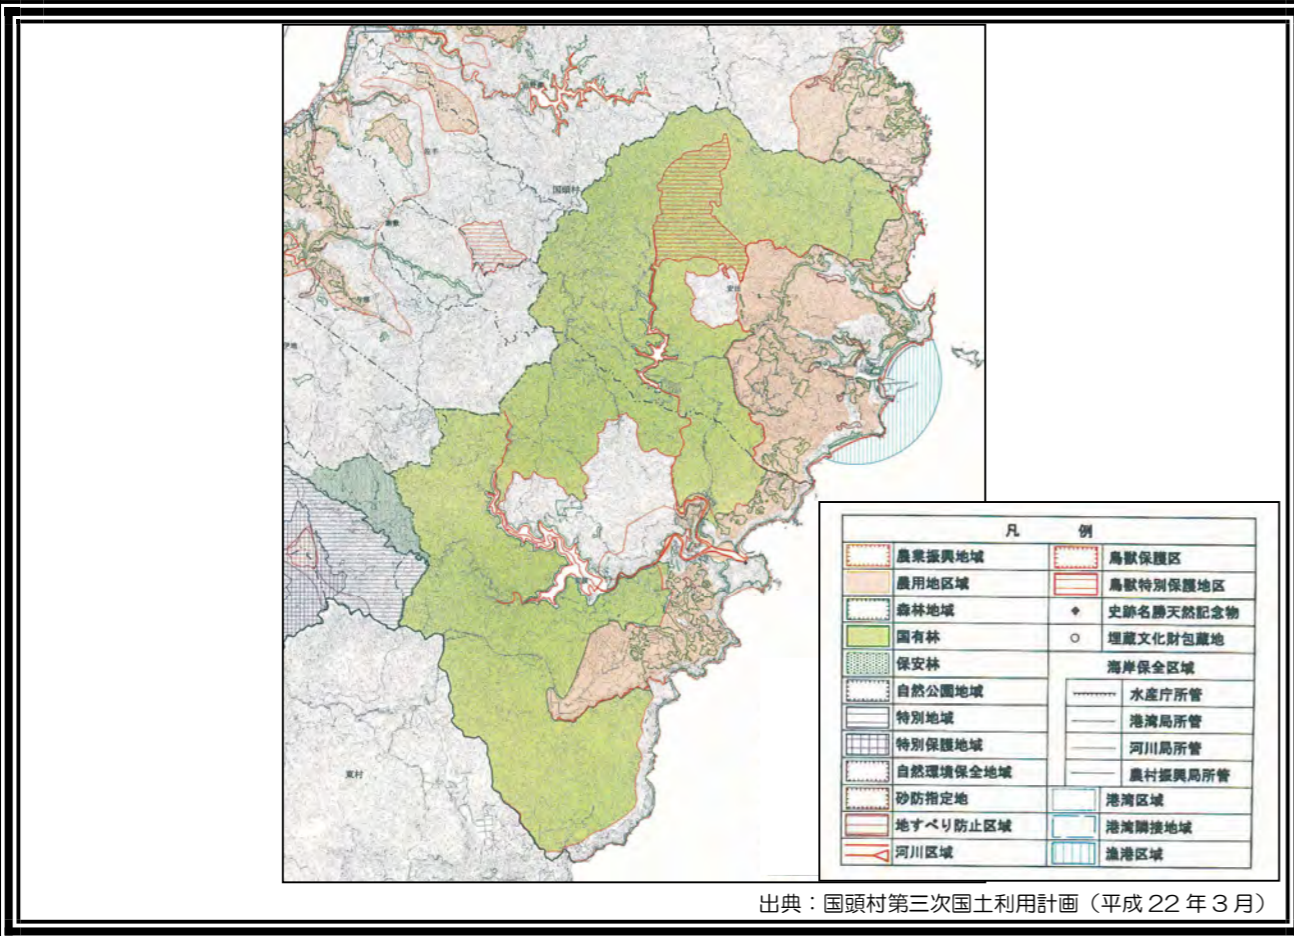 国頭村
安田
東村
凡 例
農業振興地域
農用地区域
森林地域
国有林
保安林
自然公園地域
特別地域
特別保護地域
自然環境保全地域
砂防指定地
地すべり防止区域
河川区域
鳥獣保護区
鳥獣特別保護地区
史跡名勝天然記念物
埋蔵文化財包蔵地
海岸保全区域
水産庁所管
港湾局所管
河川局所管
農村振興局所管
港湾区域
港湾隣接地域
漁港区域
出典：国頭村第三次国土利用計画（平成22年3月）